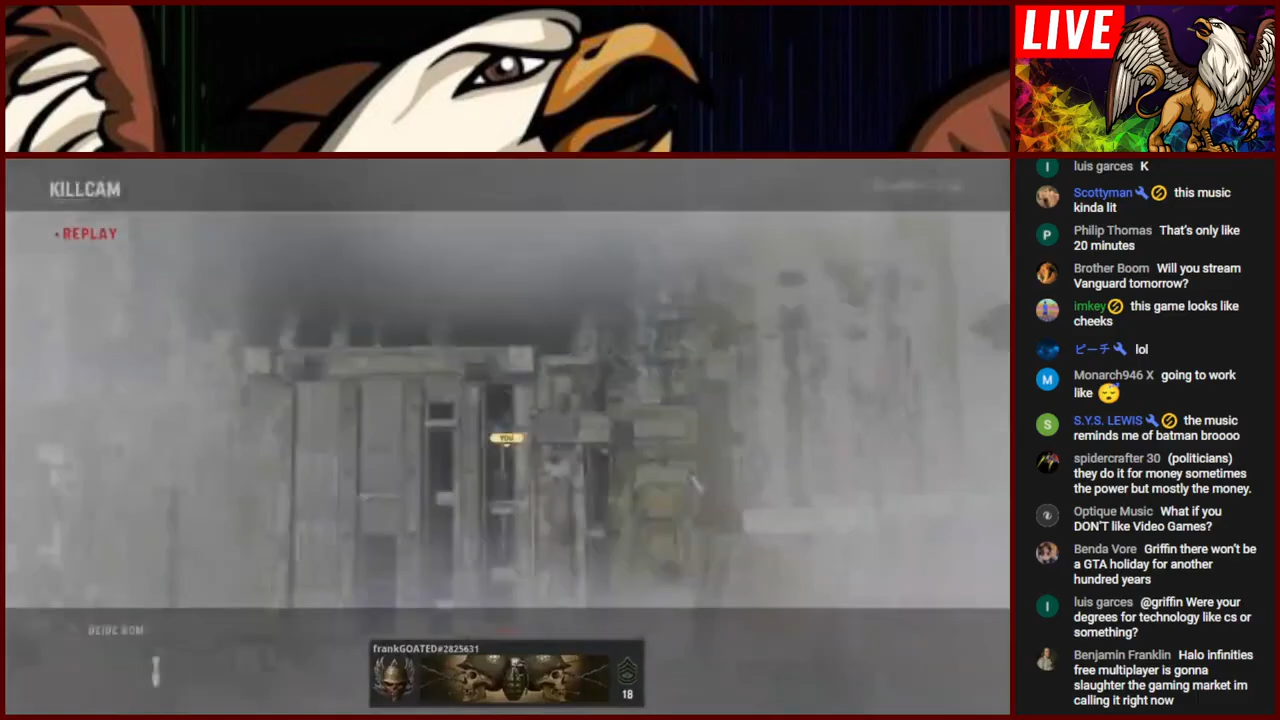 LIVE
KILLCAM
REPLAY
YOU
frankGOATED#2825631
18
I
luis garces K
Scottyman this music
kinda lit
P
Philip Thomas That's only like
20 minutes
Brother Boom Will you stream
Vanguard tomorrow?
imkey this game looks like
cheeks
ピーチ lol
M
Monarch946 X going to work
like
S
S.Y.S. LEWIS the music
reminds me of batman broooo
spidercrafter 30 (politicians)
they do it for money sometimes
the power but mostly the money.
Optique Music What if you
DON'T like Video Games?
Benda Vore Griffin there won't be
a GTA holiday for another
hundred years
I
luis garces @griffin Were your
degrees for technology like cs or
something?
Benjamin Franklin Halo infinities
free multiplayer is gonna
slaughter the gaming market im
calling it right now